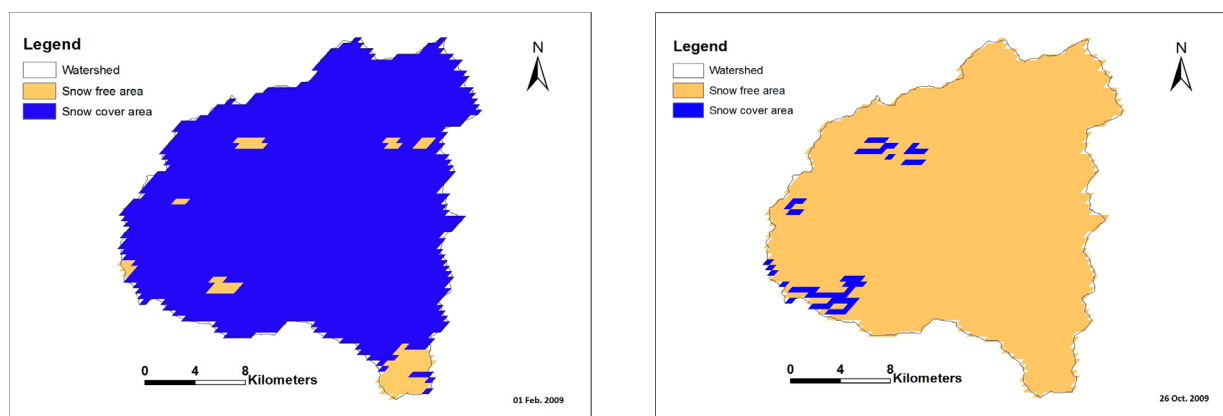 Legend
Watershed
Snow free area
Snow cover area
N
0 4 8
Kilometers
01 Feb. 2009
Legend
Watershed
Snow free area
Snow cover area
N
0 4 8
Kilometers
26 Oct. 2009